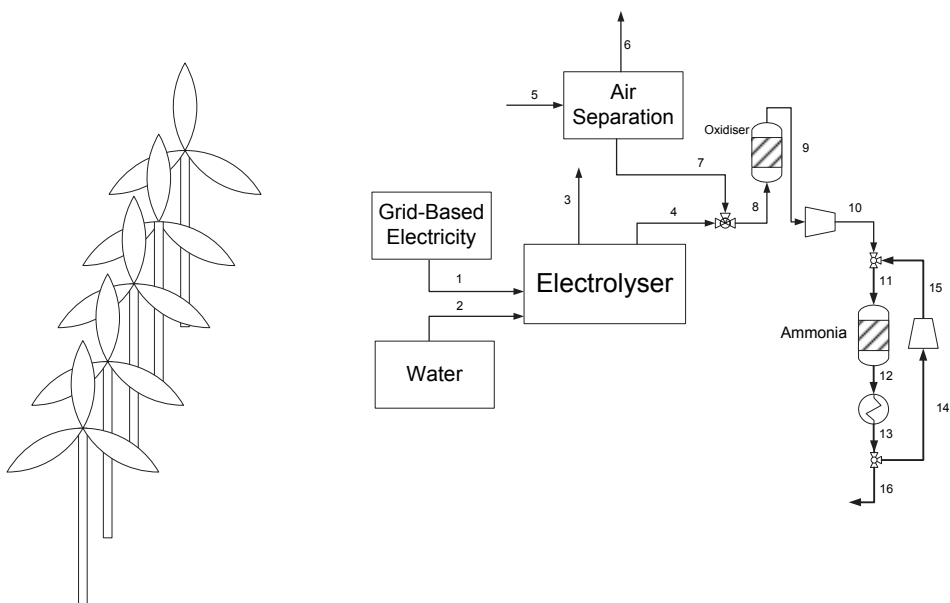 6
Air
Separation
5
Oxidiser
9
7
8
3
4
10
Grid-Based
Electricity
1
Electrolyser
2
Water
11
15
Ammonia
12
14
13
16